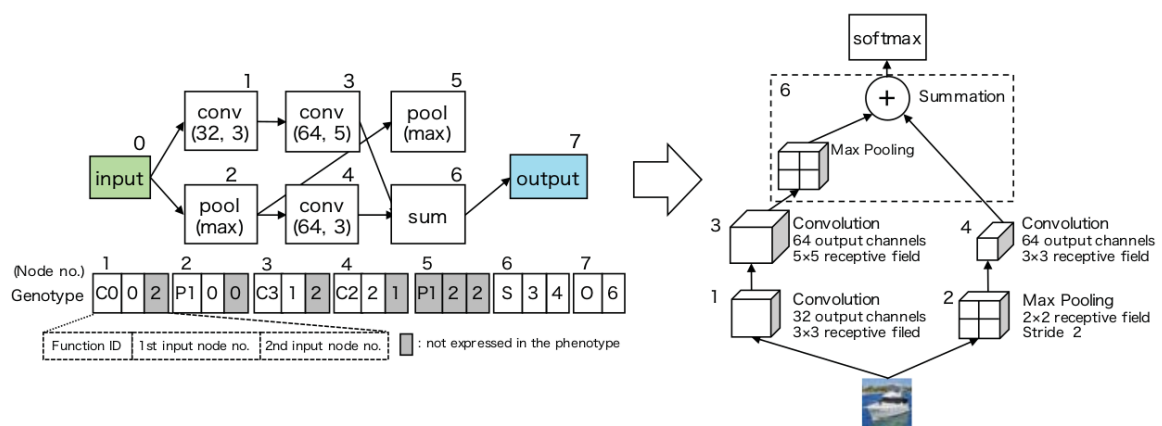 0
input
1
conv
(32, 3)
2
pool
(max)
3
conv
(64, 5)
4
conv
(64, 3)
5
pool
(max)
6
sum
7
output
(Node no.)
1 2 3 4 5 6 7
Genotype
C0 0 2 P1 0 0 C3 1 2 C2 2 1 P1 2 2 S 3 4 O 6
Function ID 1st input node no. 2nd input node no.
: not expressed in the phenotype
softmax
6
+
Summation
Max Pooling
3
Convolution
64 output channels
5×5 receptive field
4
Convolution
64 output channels
3×3 receptive field
1
Convolution
32 output channels
3×3 receptive filed
2
Max Pooling
2×2 receptive field
Stride 2